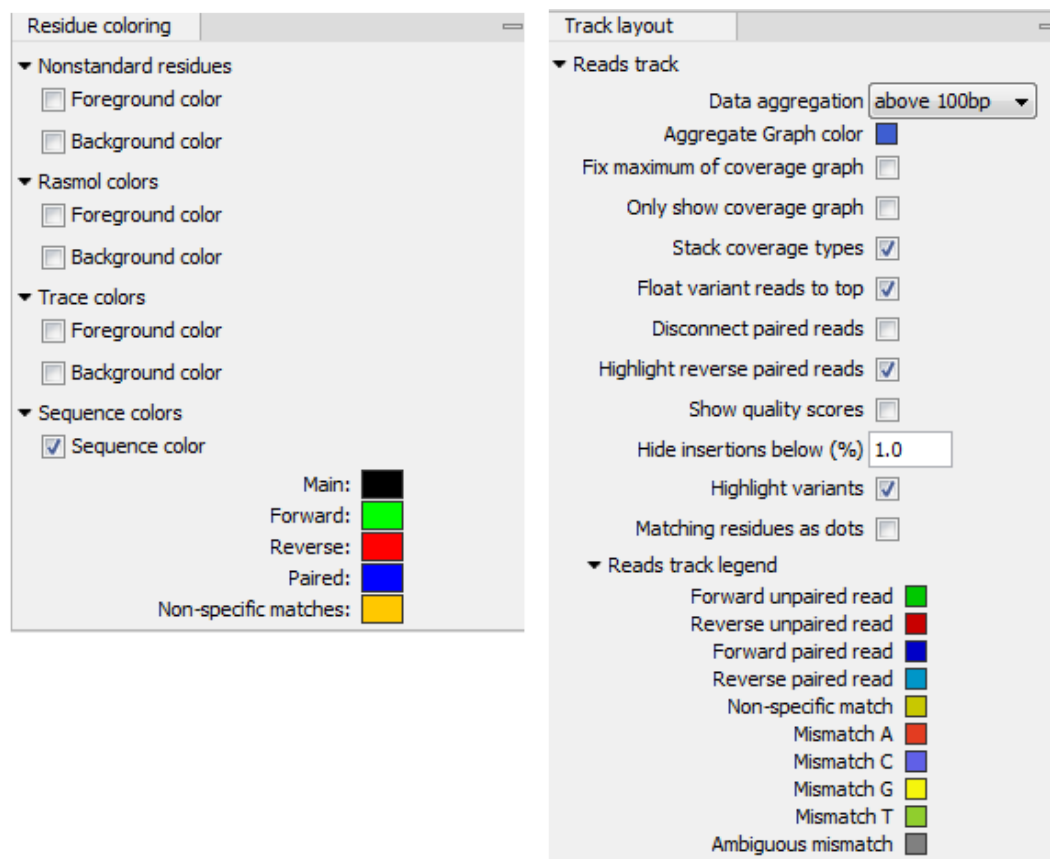 Residue coloring
Nonstandard residues
Foreground color
Background color
Rasmol colors
Foreground color
Background color
Trace colors
Foreground color
Background color
Sequence colors
Sequence color
Main:
Forward:
Reverse:
Paired:
Non-specific matches:
Track layout
Reads track
Data aggregation above 100bp
Aggregate Graph color
Fix maximum of coverage graph
Only show coverage graph
Stack coverage types
Float variant reads to top
Disconnect paired reads
Highlight reverse paired reads
Show quality scores
Hide insertions below (%) 1.0
Highlight variants
Matching residues as dots
Reads track legend
Forward unpaired read
Reverse unpaired read
Forward paired read
Reverse paired read
Non-specific match
Mismatch A
Mismatch C
Mismatch G
Mismatch T
Ambiguous mismatch